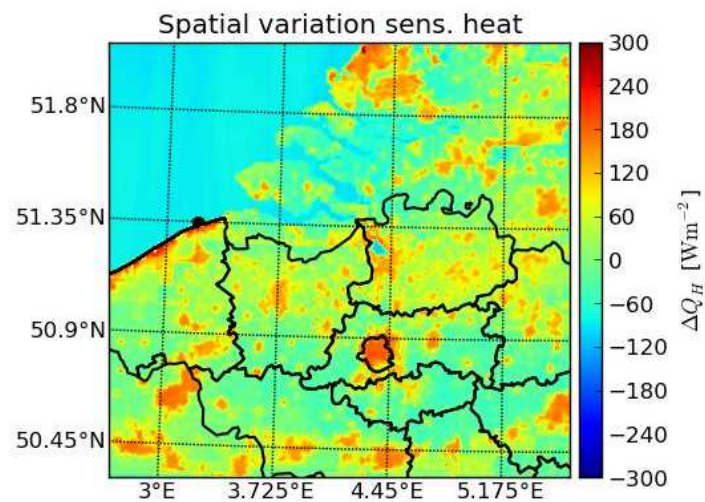 Spatial variation sens. heat
51.8°N
51.35°N
50.9°N
50.45°N
3°E 3.725°E 4.45°E 5.175°E
300
240
180
120
60
0
−60
−120
−180
−240
−300
ΔQ_H [Wm⁻²]